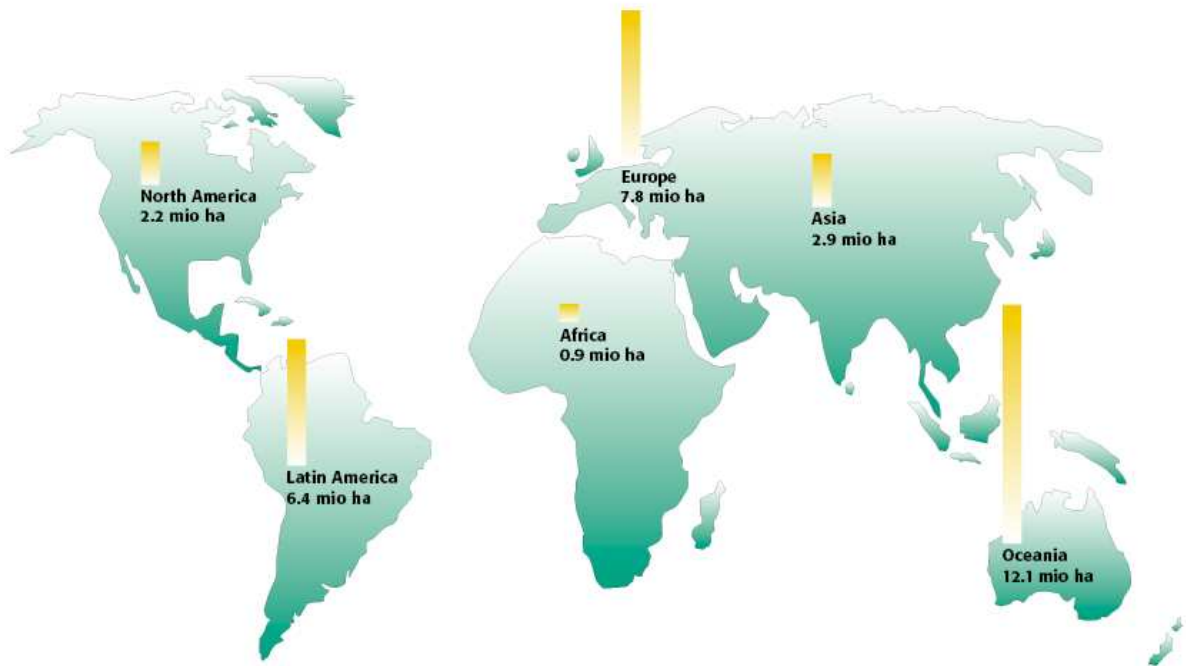 Europe
7.8 mio ha
North America
2.2 mio ha
Asia
2.9 mio ha
Africa
0.9 mio ha
Latin America
6.4 mio ha
Oceania
12.1 mio ha